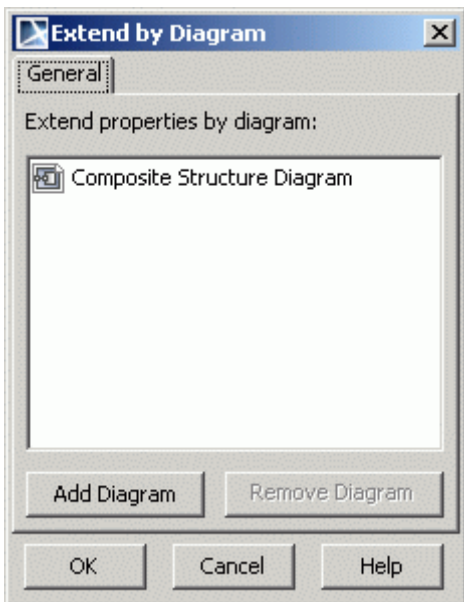 Extend by Diagram
General
Extend properties by diagram:
Composite Structure Diagram
Add Diagram Remove Diagram
OK Cancel Help